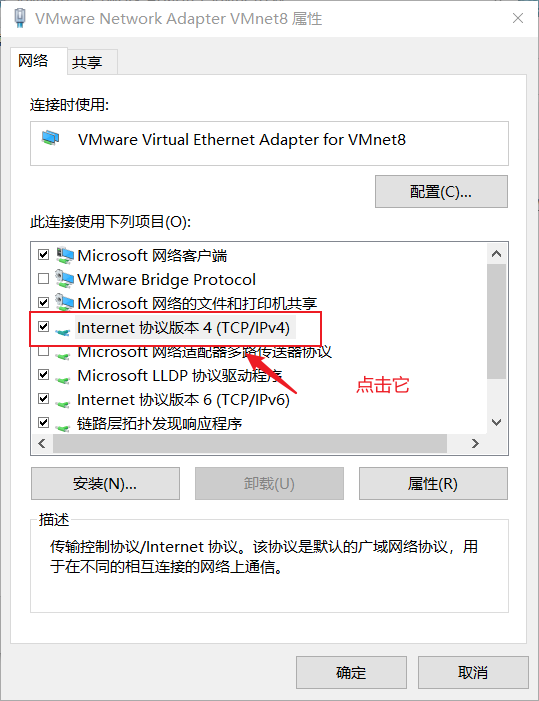 VMware Network Adapter VMnet8 属性
网络
共享
连接时使用:
VMware Virtual Ethernet Adapter for VMnet8
配置(C)...
此连接使用下列项目(O):
Microsoft 网络客户端
VMware Bridge Protocol
Microsoft 网络的文件和打印机共享
Internet 协议版本 4 (TCP/IPv4)
Microsoft 网络适配器多路传送器协议
Microsoft LLDP 协议驱动程序
点击它
Internet 协议版本 6 (TCP/IPv6)
链路层拓扑发现响应程序
安装(N)...
卸载(U)
属性(R)
描述
传输控制协议/Internet 协议。该协议是默认的广域网络协议，用
于在不同的相互连接的网络上通信。
确定
取消